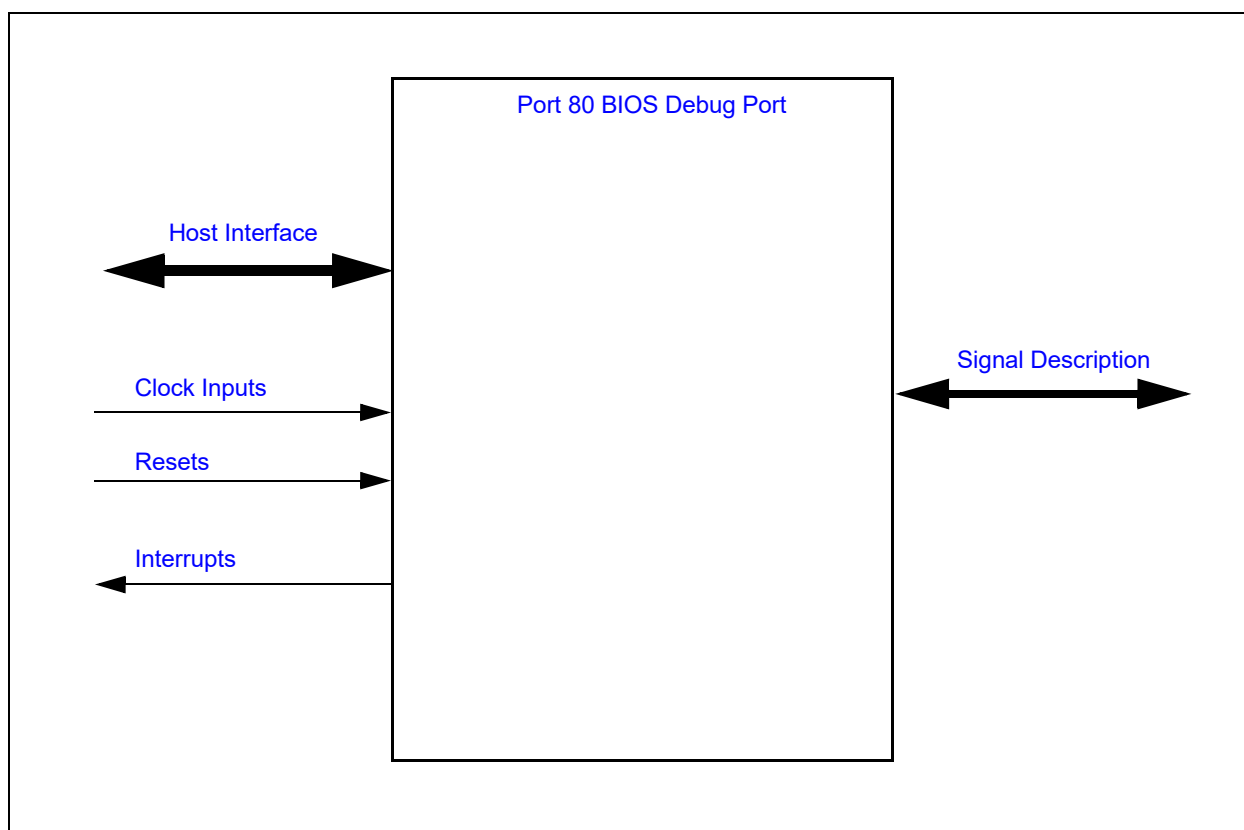 Port 80 BIOS Debug Port
Host Interface
Signal Description
Clock Inputs
Resets
Interrupts